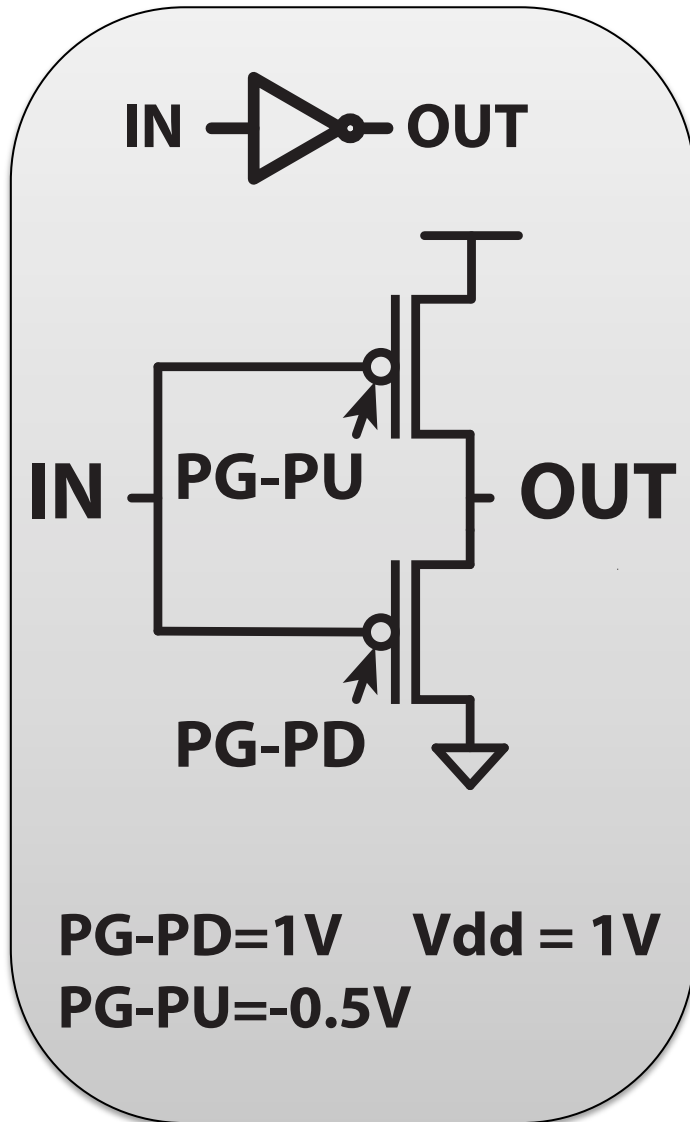 IN OUT
PG-PU
IN OUT
PG-PD
PG-PD=1V Vdd = 1V
PG-PU=-0.5V